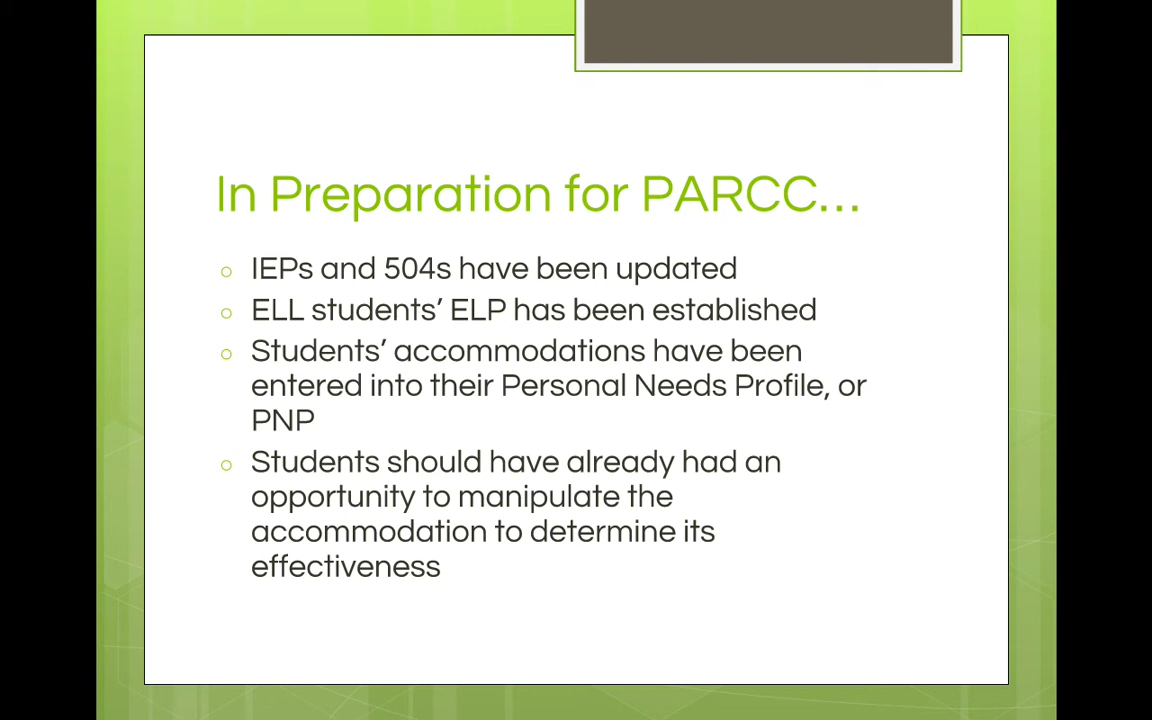 In Preparation for PARCC…
○ IEPs and 504s have been updated
○ ELL students’ ELP has been established
○ Students’ accommodations have been
entered into their Personal Needs Profile, or
PNP
○ Students should have already had an
opportunity to manipulate the
accommodation to determine its
effectiveness